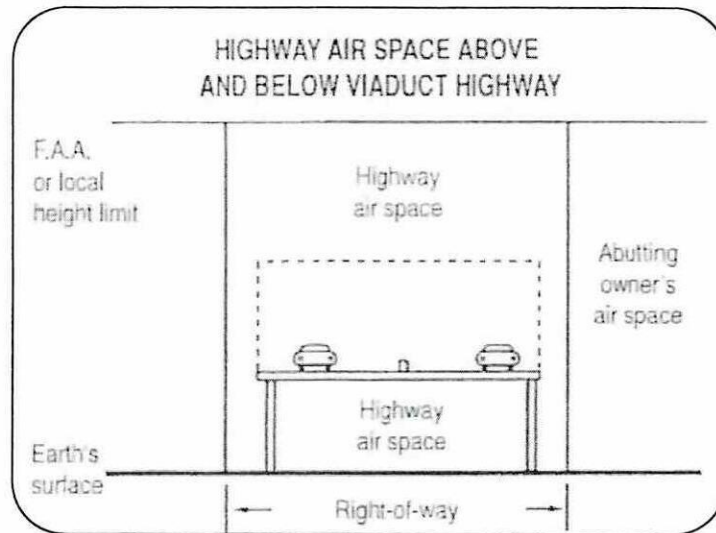 HIGHWAY AIR SPACE ABOVE
AND BELOW VIADUCT HIGHWAY
F.A.A.
or local
height limit
Highway
air space
Abutting
owner's
air space
Highway
air space
Earth's
surface
Right-of-way